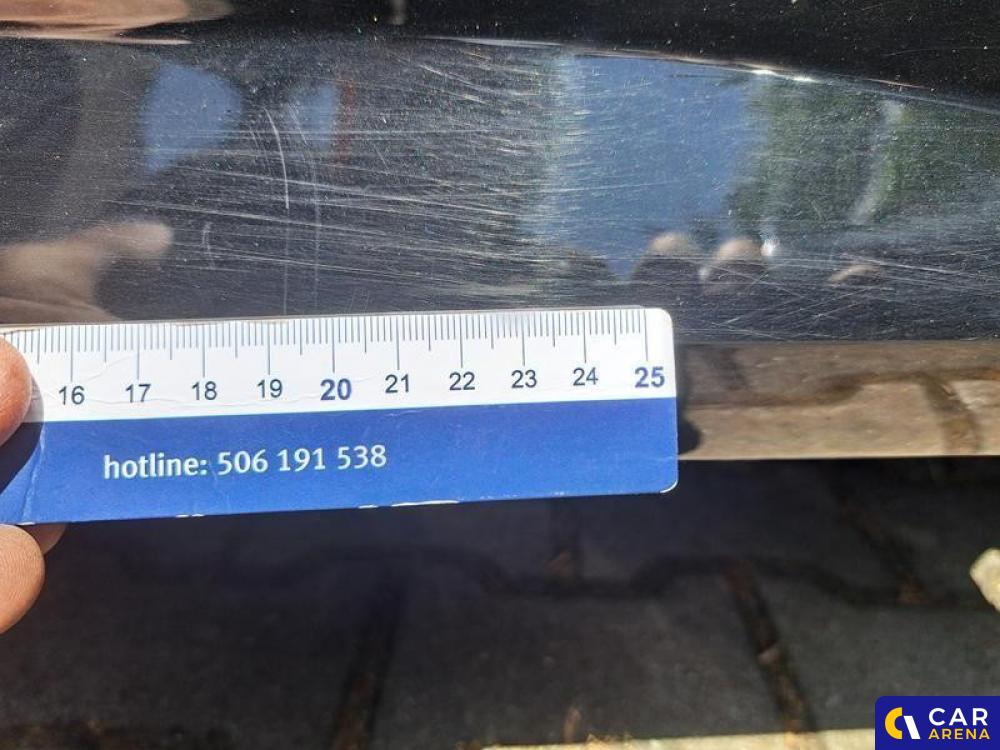 16 17 18 19 20 21 22 23 24 25
hotline: 506 191 538
CAR
ARENA